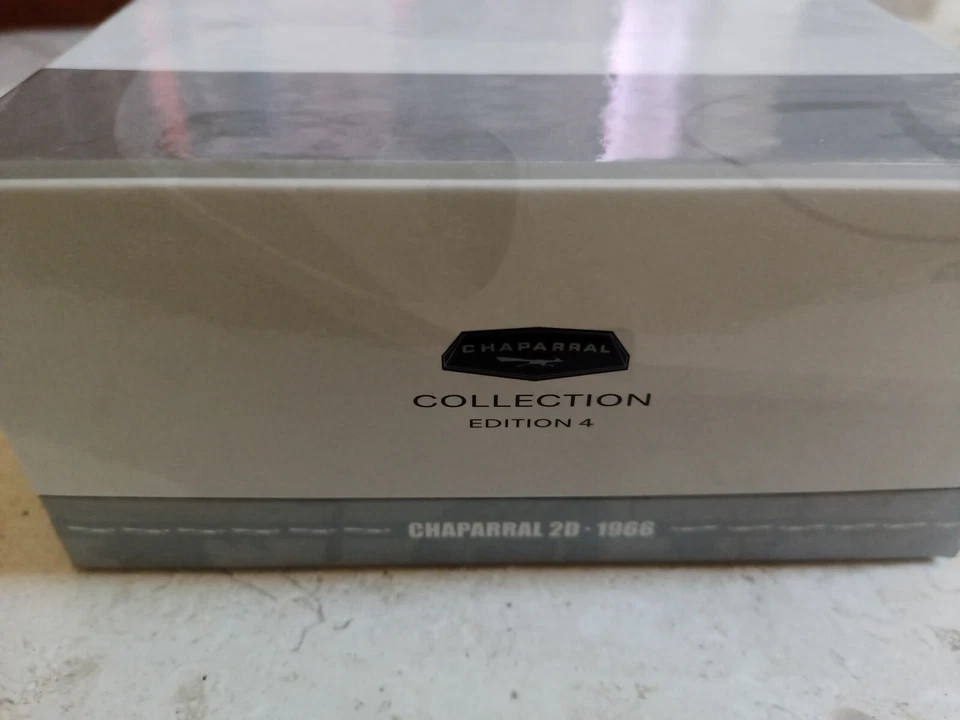 CHAPARRAL
COLLECTION
EDITION 4
CHAPARRAL 2D · 1966